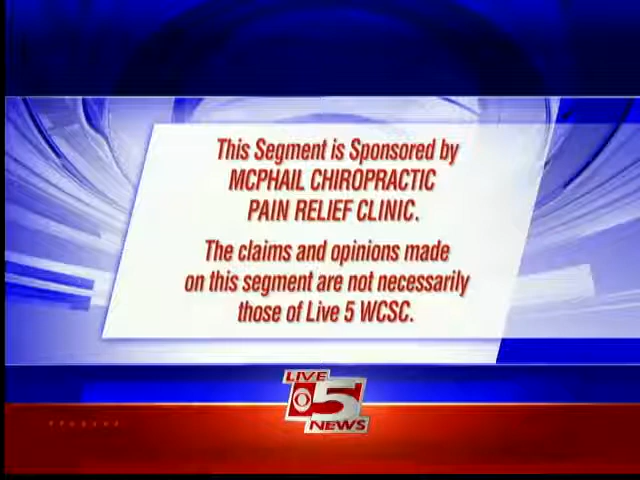 This Segment is Sponsored by
MCPHAIL CHIROPRACTIC
PAIN RELIEF CLINIC.
The claims and opinions made
on this segment are not necessarily
those of Live 5 WCSC.
LIVE
5
NEWS